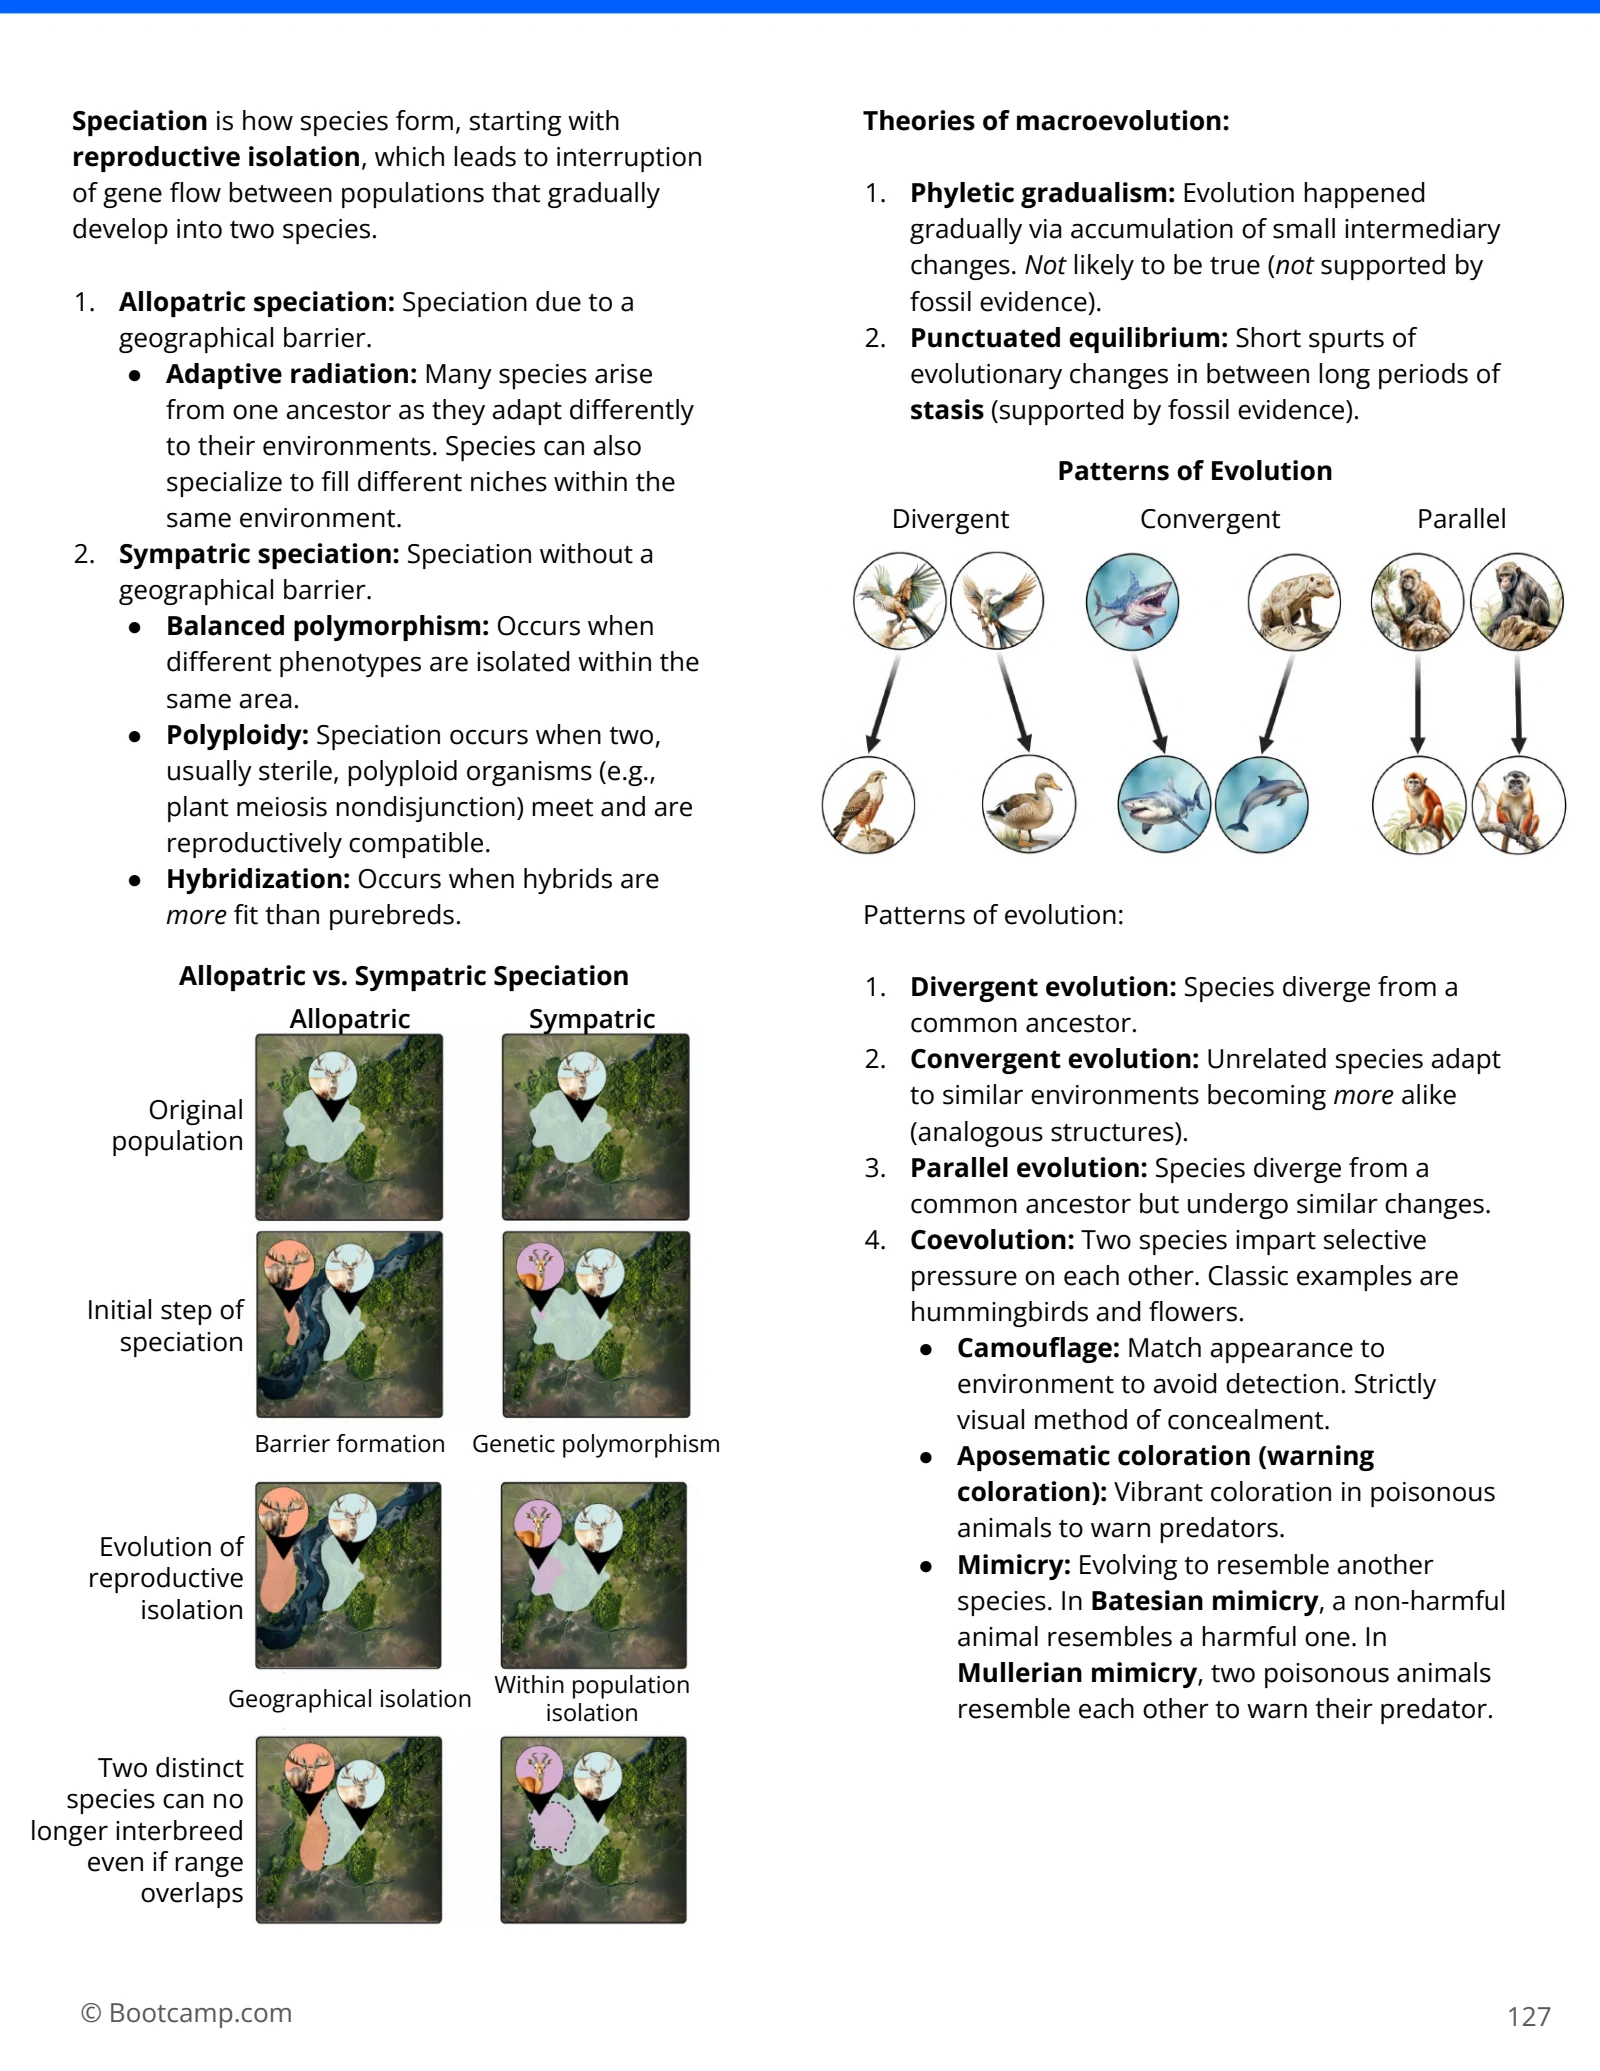 Speciation is how species form, starting with
reproductive isolation, which leads to interruption
of gene flow between populations that gradually
develop into two species.
1. Allopatric speciation: Speciation due to a
geographical barrier.
● Adaptive radiation: Many species arise
from one ancestor as they adapt differently
to their environments. Species can also
specialize to fill different niches within the
same environment.
2. Sympatric speciation: Speciation without a
geographical barrier.
● Balanced polymorphism: Occurs when
different phenotypes are isolated within the
same area.
● Polyploidy: Speciation occurs when two,
usually sterile, polyploid organisms (e.g.,
plant meiosis nondisjunction) meet and are
reproductively compatible.
● Hybridization: Occurs when hybrids are
more fit than purebreds.
Allopatric vs. Sympatric Speciation
Allopatric Sympatric
Original
population
Initial step of
speciation
Barrier formation Genetic polymorphism
Evolution of
reproductive
isolation
Geographical isolation Within population
isolation
Two distinct
species can no
longer interbreed
even if range
overlaps
Theories of macroevolution:
1. Phyletic gradualism: Evolution happened
gradually via accumulation of small intermediary
changes. Not likely to be true (not supported by
fossil evidence).
2. Punctuated equilibrium: Short spurts of
evolutionary changes in between long periods of
stasis (supported by fossil evidence).
Patterns of Evolution
Divergent Convergent Parallel
Patterns of evolution:
1. Divergent evolution: Species diverge from a
common ancestor.
2. Convergent evolution: Unrelated species adapt
to similar environments becoming more alike
(analogous structures).
3. Parallel evolution: Species diverge from a
common ancestor but undergo similar changes.
4. Coevolution: Two species impart selective
pressure on each other. Classic examples are
hummingbirds and flowers.
● Camouflage: Match appearance to
environment to avoid detection. Strictly
visual method of concealment.
● Aposematic coloration (warning
coloration): Vibrant coloration in poisonous
animals to warn predators.
● Mimicry: Evolving to resemble another
species. In Batesian mimicry, a non-harmful
animal resembles a harmful one. In
Mullerian mimicry, two poisonous animals
resemble each other to warn their predator.
© Bootcamp.com
127